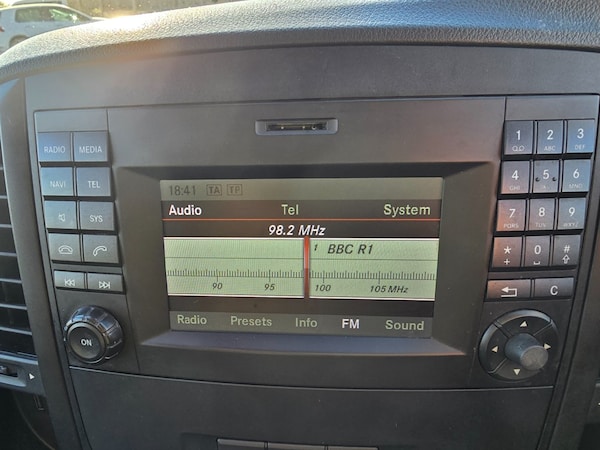 RADIO MEDIA
NAVI TEL
SYS
ON
18:41 TA TP
Audio Tel System
98.2 MHz
1 BBC R1
90 95 100 105 MHz
Radio Presets Info FM Sound
1 2 ABC 3 DEF
4 GHI 5 JKL 6 MNO
7 PQRS 8 TUV 9 WXYZ
* + 0 #
C